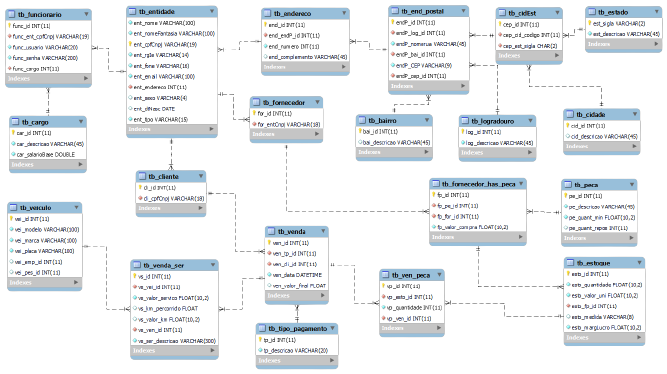 tb_funcionario
func_id INT(11)
func_ent_cpfCnpj VARCHAR(19)
func_usuario VARCHAR(20)
func_senha VARCHAR(200)
func_cargo INT(11)
Indexes
tb_entidade
ent_nome VARCHAR(100)
ent_nomeFantasia VARCHAR(100)
ent_cpfCnpj VARCHAR(19)
ent_rgIe VARCHAR(14)
ent_fone VARCHAR(16)
ent_email VARCHAR(100)
ent_endereco INT(11)
ent_sexo VARCHAR(4)
ent_dtNasc DATE
ent_tipo VARCHAR(15)
Indexes
tb_endereco
end_id INT(11)
end_endP_id INT(11)
end_numero INT(11)
end_complemento VARCHAR(45)
Indexes
tb_end_postal
endP_id INT(11)
endP_log_id INT(11)
endP_nomerua VARCHAR(45)
endP_bai_id INT(11)
endP_CEP VARCHAR(9)
endP_cep_id INT(11)
Indexes
tb_cidEst
cep_id INT(11)
cep_cid_codigo INT(11)
cep_est_sigla CHAR(2)
Indexes
tb_estado
est_sigla VARCHAR(2)
est_descricao VARCHAR(45)
Indexes
tb_cargo
car_id INT(11)
car_descricao VARCHAR(45)
car_salarioBase DOUBLE
Indexes
tb_fornecedor
for_id INT(11)
for_entCnpj VARCHAR(18)
Indexes
tb_bairro
bai_id INT(11)
bai_descricao VARCHAR(45)
Indexes
tb_logradouro
log_id INT(11)
log_descricao VARCHAR(45)
Indexes
tb_cidade
cid_id INT(11)
cid_descricao VARCHAR(45)
Indexes
tb_cliente
cli_id INT(11)
cli_cpfCnpj VARCHAR(18)
Indexes
tb_fornecedor_has_peca
fp_id INT(11)
fp_pe_id INT(11)
fp_for_id INT(11)
fp_valor_compra FLOAT(10,2)
Indexes
tb_peca
pe_id INT(11)
pe_descricao VARCHAR(45)
pe_quant_min FLOAT(10,2)
pe_quant_repos INT(11)
Indexes
tb_veiculo
vei_id INT(11)
vei_modelo VARCHAR(100)
vei_marca VARCHAR(100)
vei_placa VARCHAR(100)
vei_emp_id INT(11)
vei_pes_id INT(11)
Indexes
tb_venda_ser
vs_id INT(11)
vs_vei_id INT(11)
vs_valor_servico FLOAT(10,2)
vs_km_percorrido FLOAT
vs_valor_km FLOAT(10,2)
vs_ven_id INT(11)
vs_ser_descricao VARCHAR(300)
Indexes
tb_venda
ven_id INT(11)
ven_tp_id INT(11)
ven_cli_id INT(11)
ven_data DATETIME
ven_valor_final FLOAT
Indexes
tb_ven_peca
vp_id INT(11)
vp_esto_id INT(11)
vp_quantidade INT(11)
vp_ven_id INT(11)
Indexes
tb_estoque
esto_id INT(11)
esto_quantidade FLOAT(10,2)
esto_valor_uni FLOAT(10,2)
esto_fp_id INT(11)
esto_medida VARCHAR(8)
esto_margLucro FLOAT(10,2)
Indexes
tb_tipo_pagamento
tp_id INT(11)
tp_descricao VARCHAR(20)
Indexes